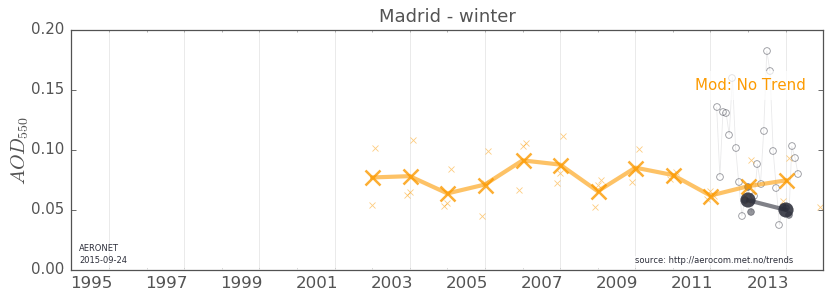 Madrid - winter
0.20
0.15
0.10
0.05
0.00
AOD550
Mod: No Trend
AERONET
2015-09-24
source: http://aerocom.met.no/trends
1995 1997 1999 2001 2003 2005 2007 2009 2011 2013